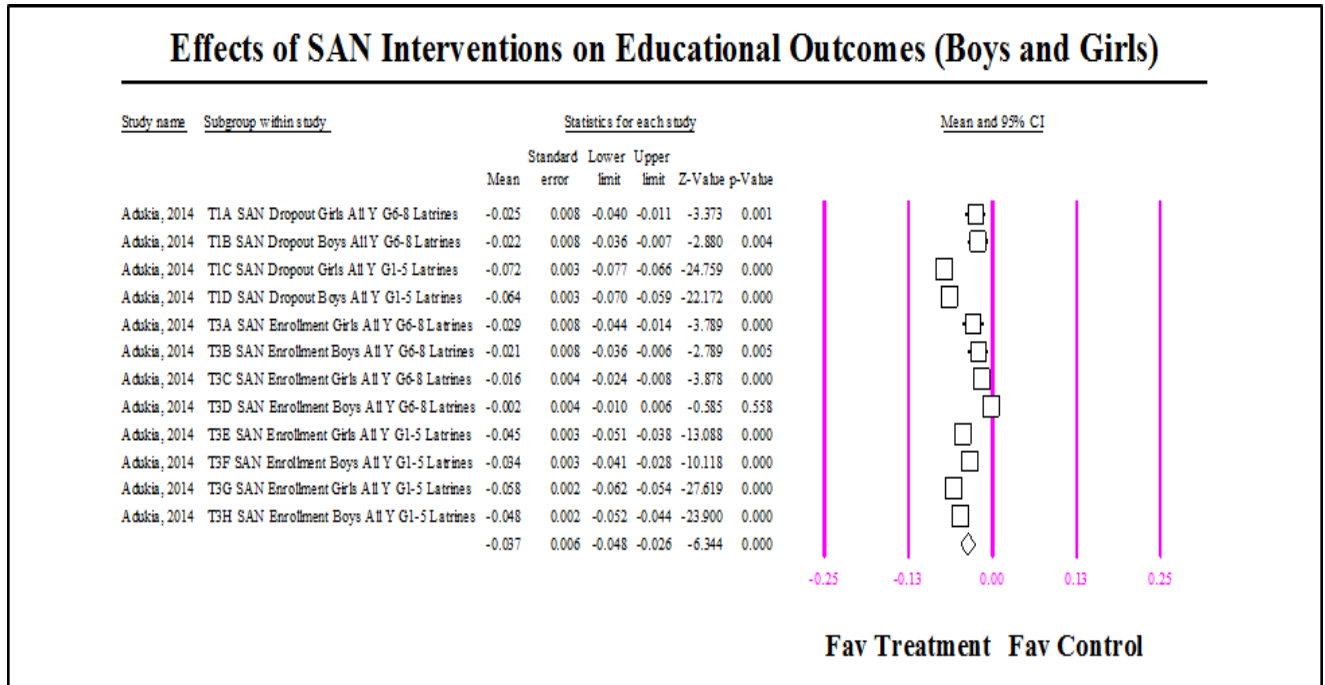 Effects of SAN Interventions on Educational Outcomes (Boys and Girls)
Study name Subgroup within study Statistics for each study Mean and 95% CI
Standard Lower Upper
Mean error limit limit Z-Value p-Value
Adukia, 2014 T1A SAN Dropout Girls All Y G6-8 Latrines -0.025 0.008 -0.040 -0.011 -3.373 0.001
Adukia, 2014 T1B SAN Dropout Boys All Y G6-8 Latrines -0.022 0.008 -0.036 -0.007 -2.880 0.004
Adukia, 2014 T1C SAN Dropout Girls All Y G1-5 Latrines -0.072 0.003 -0.077 -0.066 -24.759 0.000
Adukia, 2014 T1D SAN Dropout Boys All Y G1-5 Latrines -0.064 0.003 -0.070 -0.059 -22.172 0.000
Adukia, 2014 T3A SAN Enrollment Girls All Y G6-8 Latrines -0.029 0.008 -0.044 -0.014 -3.789 0.000
Adukia, 2014 T3B SAN Enrollment Boys All Y G6-8 Latrines -0.021 0.008 -0.036 -0.006 -2.789 0.005
Adukia, 2014 T3C SAN Enrollment Girls All Y G6-8 Latrines -0.016 0.004 -0.024 -0.008 -3.878 0.000
Adukia, 2014 T3D SAN Enrollment Boys All Y G6-8 Latrines -0.002 0.004 -0.010 0.006 -0.585 0.558
Adukia, 2014 T3E SAN Enrollment Girls All Y G1-5 Latrines -0.045 0.003 -0.051 -0.038 -13.088 0.000
Adukia, 2014 T3F SAN Enrollment Boys All Y G1-5 Latrines -0.034 0.003 -0.041 -0.028 -10.118 0.000
Adukia, 2014 T3G SAN Enrollment Girls All Y G1-5 Latrines -0.058 0.002 -0.062 -0.054 -27.619 0.000
Adukia, 2014 T3H SAN Enrollment Boys All Y G1-5 Latrines -0.048 0.002 -0.052 -0.044 -23.900 0.000
-0.037 0.006 -0.048 -0.026 -6.344 0.000
-0.25 -0.13 0.00 0.13 0.25
Fav Treatment Fav Control